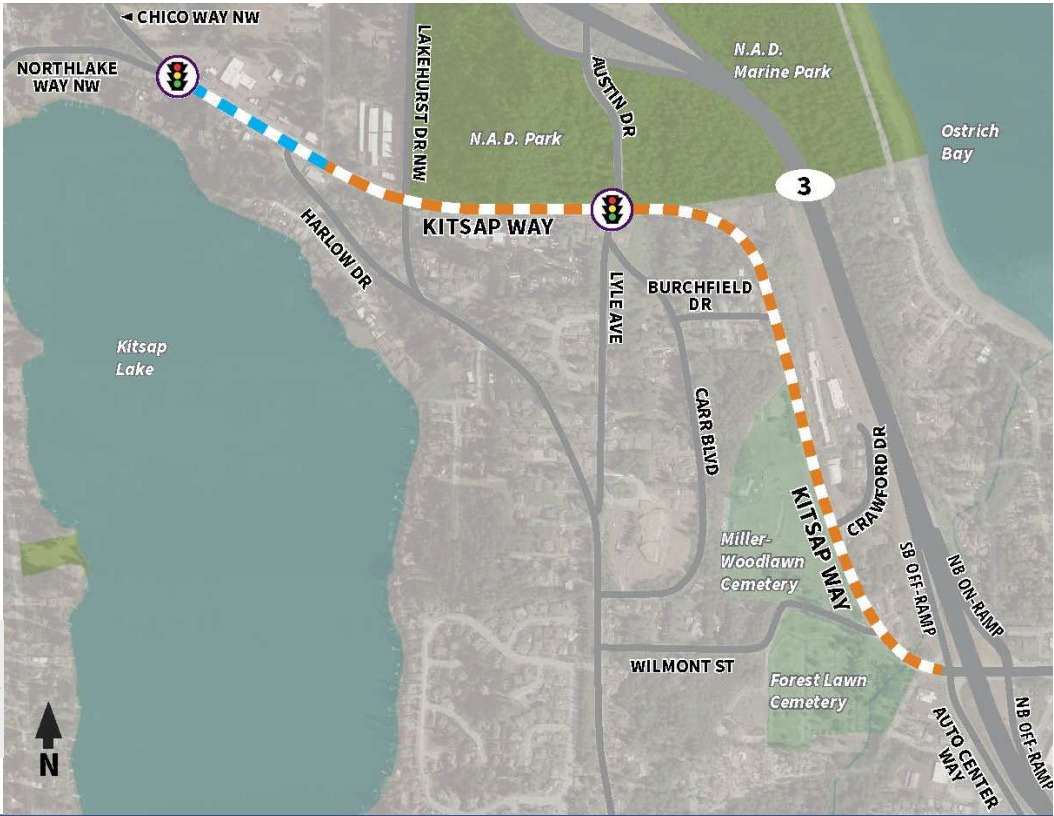 CHICO WAY NW
NORTHLAKE
WAY NW
LAKEHURST DR NW
AUSTIN DR
N.A.D.
Marine Park
N.A.D. Park
Ostrich
Bay
3
KITSAP WAY
HARLOW DR
LYLE AVE
BURCHFIELD
DR
Kitsap
Lake
CARR BLVD
CRAWFORD DR
KITSAP WAY
Miller-
Woodlawn
Cemetery
SB OFF-RAMP
NB ON-RAMP
WILMONT ST
Forest Lawn
Cemetery
AUTO CENTER
WAY
NB OFF-RAMP
N